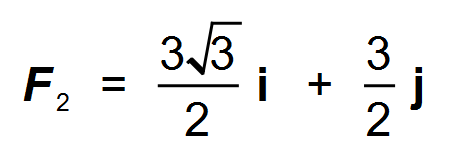 F₂ = 3√3/2 i + 3/2 j